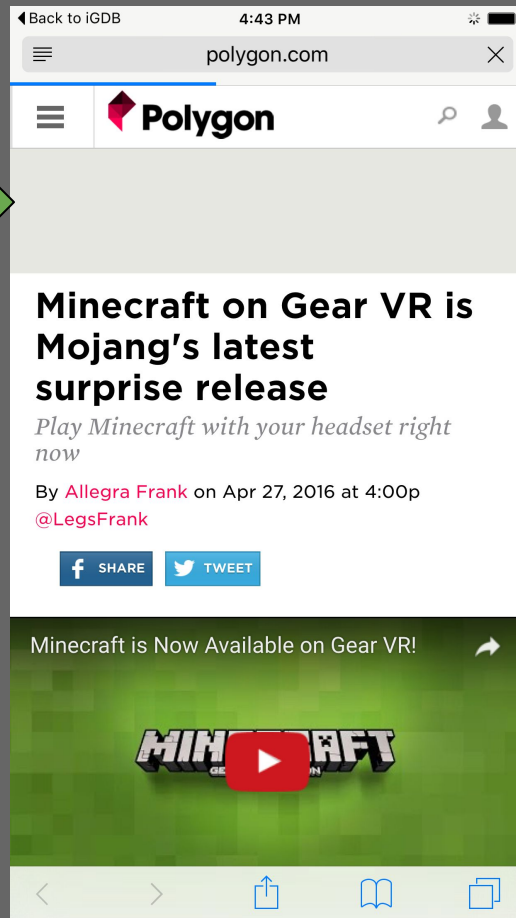 Back to iGDB
4:43 PM
polygon.com
Polygon
Minecraft on Gear VR is
Mojang's latest
surprise release
Play Minecraft with your headset right
now
By Allegra Frank on Apr 27, 2016 at 4:00p
@LegsFrank
SHARE
TWEET
Minecraft is Now Available on Gear VR!
MINECRAFT